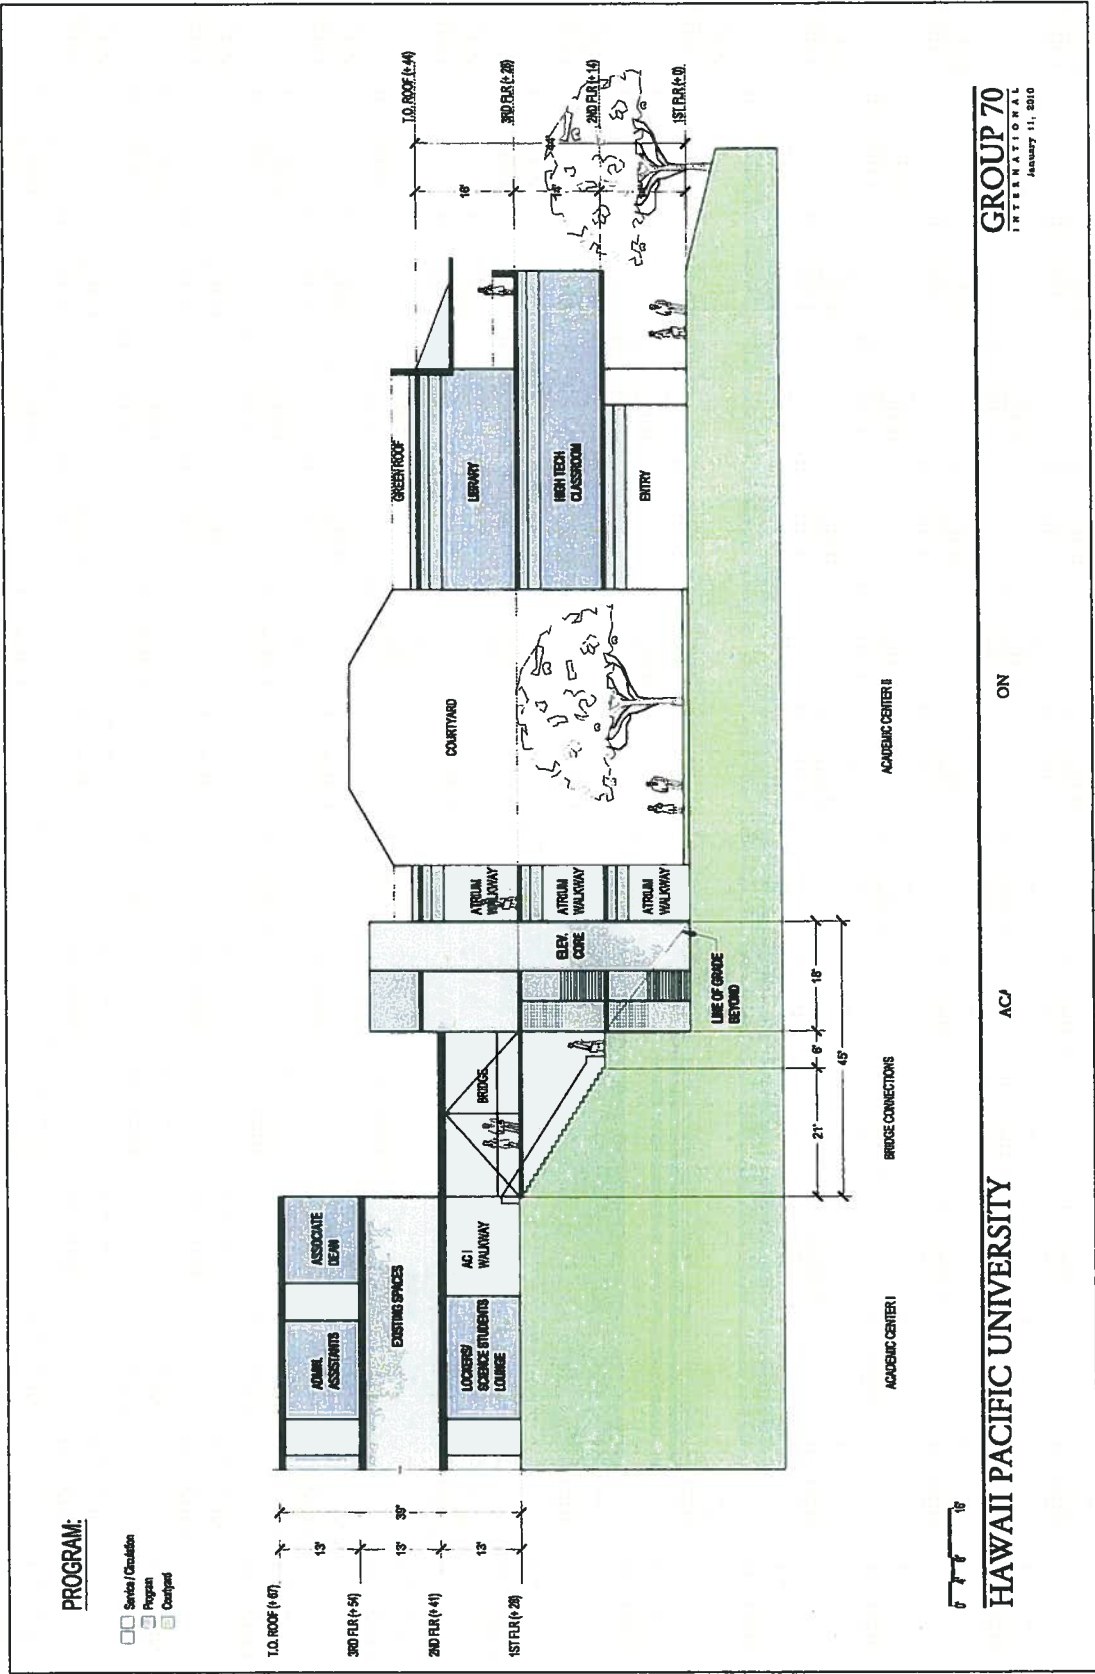 PROGRAM:
Service / Circulation
Program
Courtyard
T.O. ROOF (+ 67)
3RD FLR (+ 54)
2ND FLR (+ 41)
1ST FLR (+ 28)
13'
13'
13'
39'
ADMIN.
ASSISTANTS
ASSOCIATE
DEAN
EXISTING SPACES
LOCKERS/
SCIENCE STUDENTS
LOUNGE
AC I
WALKWAY
BRIDGE
ELEV.
CORE
ATRIUM
WALKWAY
ATRIUM
WALKWAY
ATRIUM
WALKWAY
COURTYARD
GREEN ROOF
LIBRARY
HIGH TECH
CLASSROOM
ENTRY
T.O. ROOF (+ 44)
3RD FLR (+ 28)
2ND FLR (+ 14)
1ST FLR (+ 0)
16'
14'
44'
LINE OF GRADE
BEYOND
21'
6'
18'
45'
ACADEMIC CENTER I
BRIDGE CONNECTIONS
ACADEMIC CENTER II
0'
8'
16'
HAWAII PACIFIC UNIVERSITY
ON
GROUP 70
INTERNATIONAL
January 11, 2010